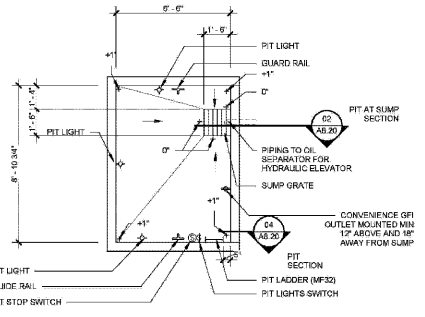 6' - 6"
1' - 6"
+1"
PIT LIGHT
GUARD RAIL
+1"
0"
1' - 4"
1' - 6"
8' - 10 3/4"
PIT LIGHT
0"
02
A8.20
PIT AT SUMP
SECTION
PIPING TO OIL
SEPARATOR FOR
HYDRAULIC ELEVATOR
SUMP GRATE
CONVENIENCE GFI
OUTLET MOUNTED MIN
12" ABOVE AND 18"
AWAY FROM SUMP
+1"
+1"
04
A8.20
PIT
SECTION
5"
T LIGHT
UIDE RAIL
T STOP SWITCH
PIT LADDER (MF32)
PIT LIGHTS SWITCH